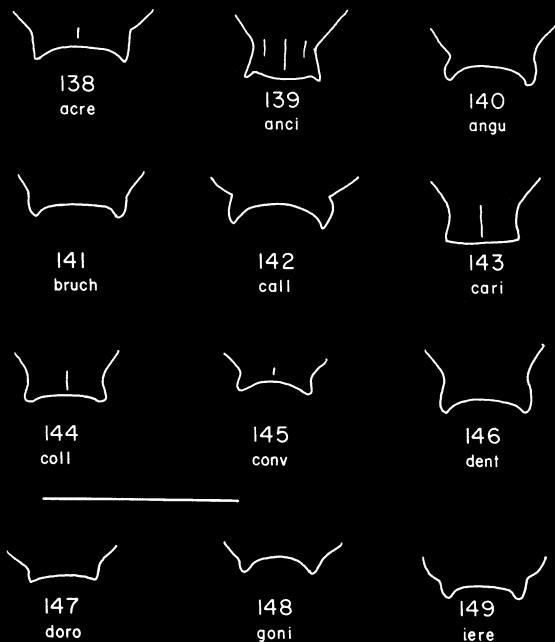 138
acre
139
anci
140
angu
141
bruch
142
call
143
cari
144
coll
145
conv
146
dent
147
doro
148
goni
149
iere